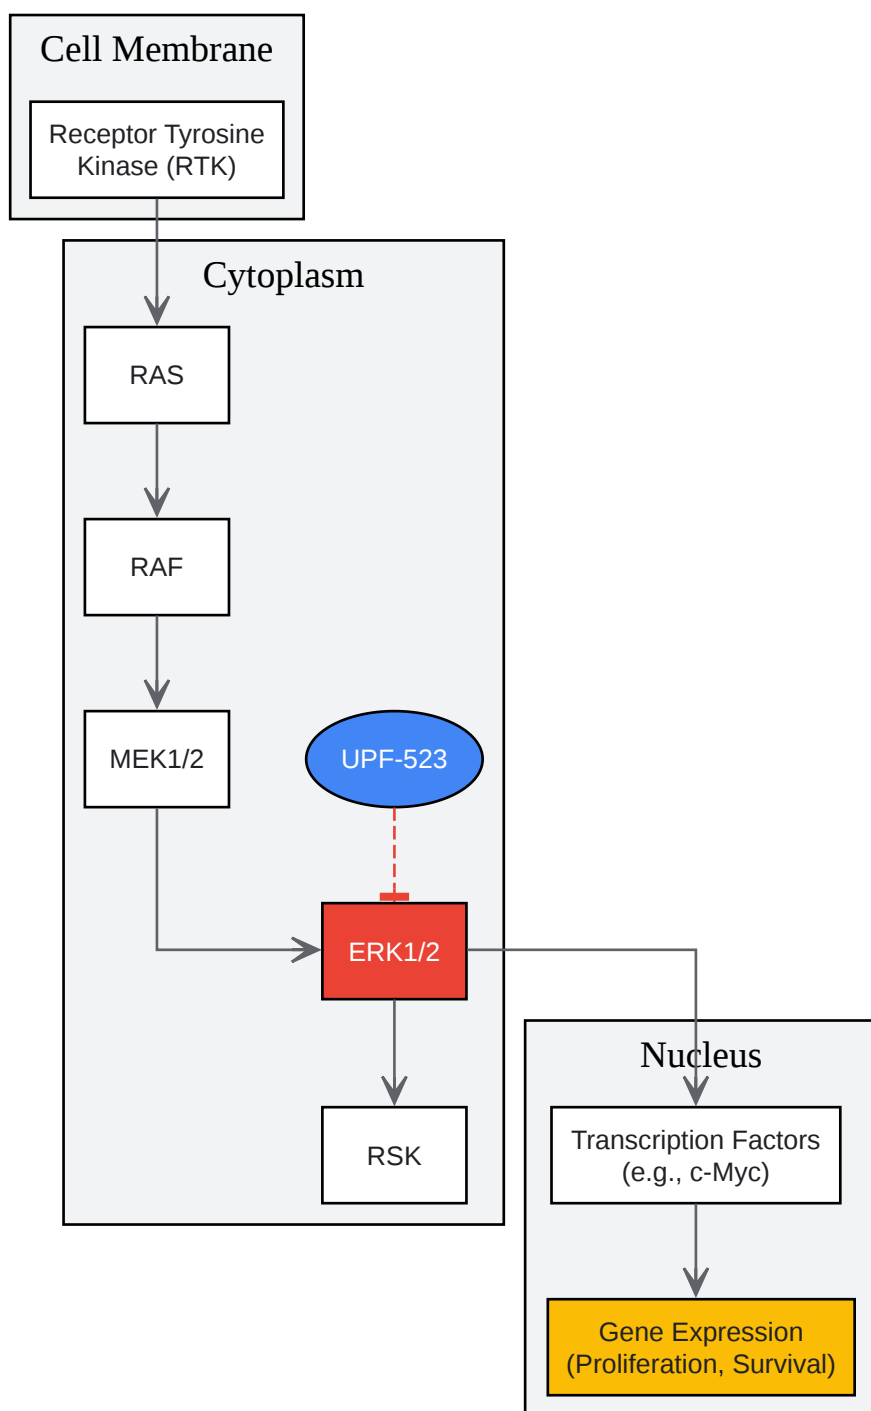 Cell Membrane
Receptor Tyrosine
Kinase (RTK)
Cytoplasm
RAS
RAF
MEK1/2
UPF-523
ERK1/2
RSK
Nucleus
Transcription Factors
(e.g., c-Myc)
Gene Expression
(Proliferation, Survival)